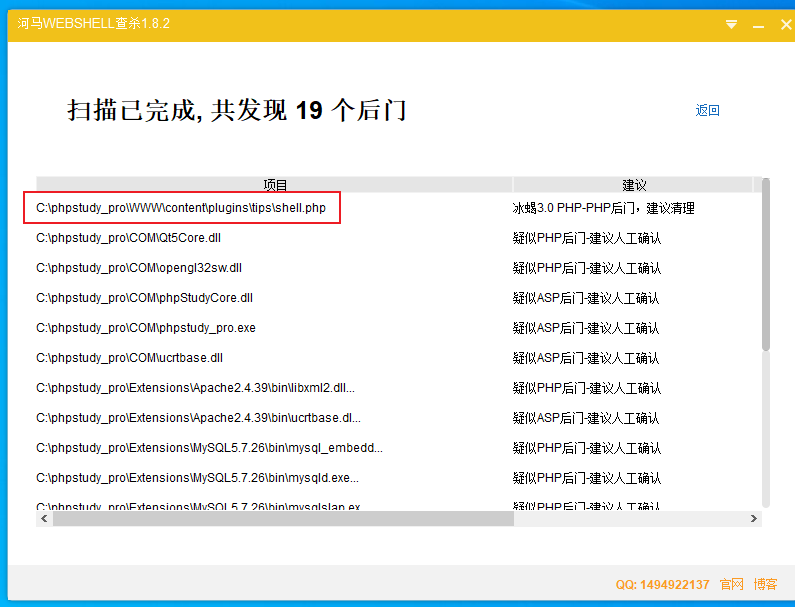 河马WEBSHELL查杀1.8.2
扫描已完成, 共发现 19 个后门
返回
项目 建议
C:\phpstudy_pro\WWW\content\plugins\tips\shell.php 冰蝎3.0 PHP-PHP后门，建议清理
C:\phpstudy_pro\COM\Qt5Core.dll 疑似PHP后门-建议人工确认
C:\phpstudy_pro\COM\opengl32sw.dll 疑似PHP后门-建议人工确认
C:\phpstudy_pro\COM\phpStudyCore.dll 疑似ASP后门-建议人工确认
C:\phpstudy_pro\COM\phpstudy_pro.exe 疑似ASP后门-建议人工确认
C:\phpstudy_pro\COM\ucrtbase.dll 疑似ASP后门-建议人工确认
C:\phpstudy_pro\Extensions\Apache2.4.39\bin\libxml2.dll... 疑似PHP后门-建议人工确认
C:\phpstudy_pro\Extensions\Apache2.4.39\bin\ucrtbase.dl... 疑似ASP后门-建议人工确认
C:\phpstudy_pro\Extensions\MySQL5.7.26\bin\mysql_embedd... 疑似PHP后门-建议人工确认
C:\phpstudy_pro\Extensions\MySQL5.7.26\bin\mysqld.exe... 疑似PHP后门-建议人工确认
C:\phpstudy_pro\Extensions\MySQL5.7.26\bin\mysqlslap.ex 疑似PHP后门-建议人工确认
QQ: 1494922137 官网 博客